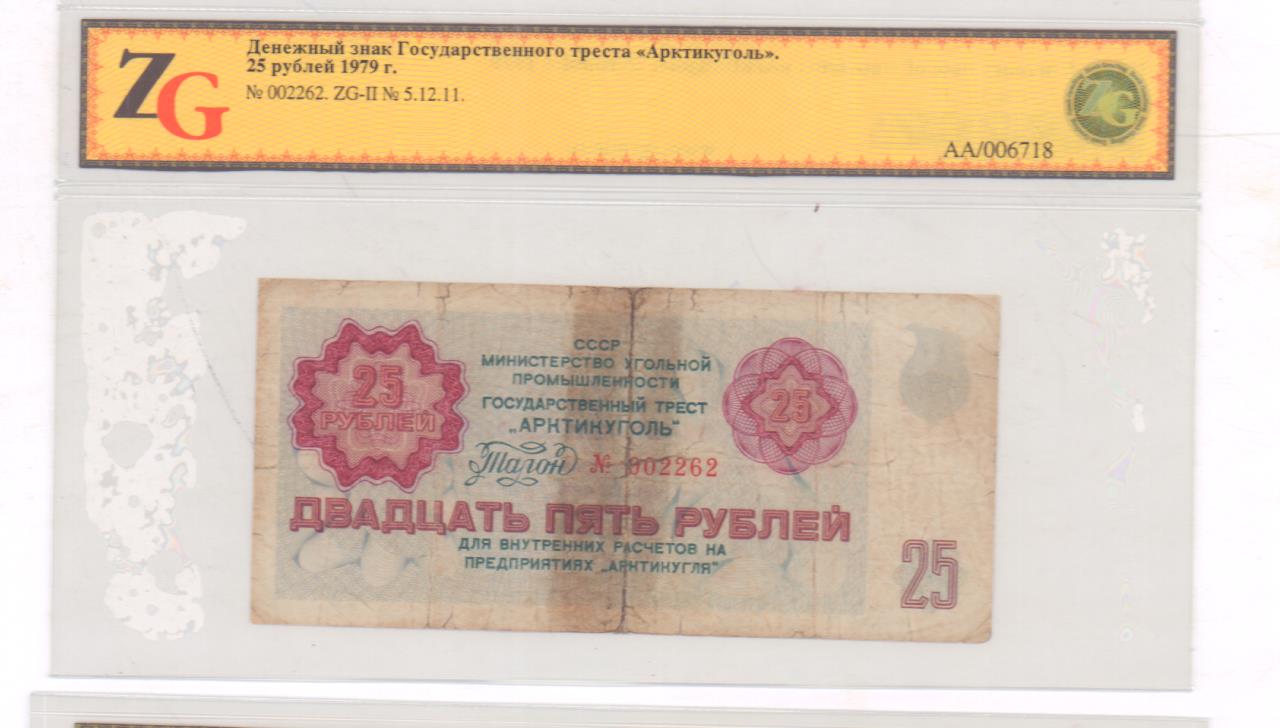 ZG
Денежный знак Государственного треста «Арктикуголь».
25 рублей 1979 г.
№ 002262. ZG-II № 5.12.11.
ZG
АА/006718
СССР
МИНИСТЕРСТВО УГОЛЬНОЙ
ПРОМЫШЛЕННОСТИ
ГОСУДАРСТВЕННЫЙ ТРЕСТ
„АРКТИКУГОЛЬ"
25
РУБЛЕЙ
25
Талон № 002262
ДВАДЦАТЬ ПЯТЬ РУБЛЕЙ
ДЛЯ ВНУТРЕННИХ РАСЧЕТОВ НА
ПРЕДПРИЯТИЯХ „АРКТИКУГЛЯ"
25